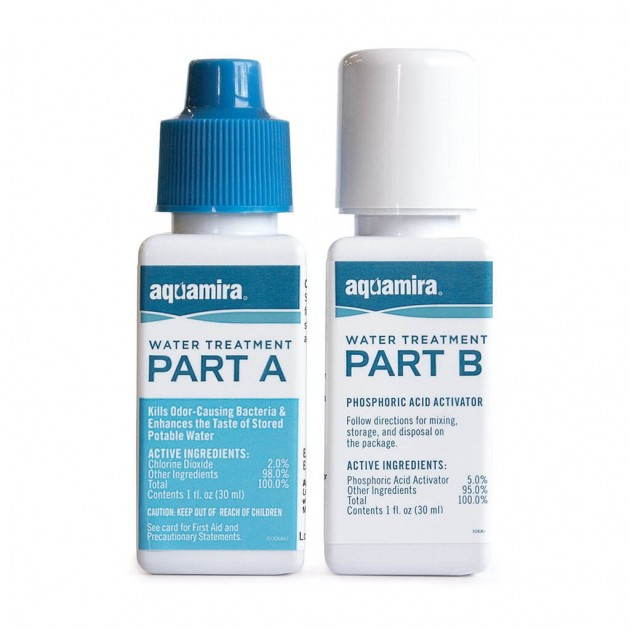 aquamira®
WATER TREATMENT
PART A
Kills Odor-Causing Bacteria &
Enhances the Taste of Stored
Potable Water
ACTIVE INGREDIENTS:
Chlorine Dioxide 2.0%
Other Ingredients 98.0%
Total 100.0%
Contents 1 fl. oz (30 ml)
CAUTION: KEEP OUT OF REACH OF CHILDREN
See card for First Aid and
Precautionary Statements.
aquamira®
WATER TREATMENT
PART B
PHOSPHORIC ACID ACTIVATOR
Follow directions for mixing,
storage, and disposal on
the package.
ACTIVE INGREDIENTS:
Phosphoric Acid Activator 5.0%
Other Ingredients 95.0%
Total 100.0%
Contents 1 fl. oz (30 ml)